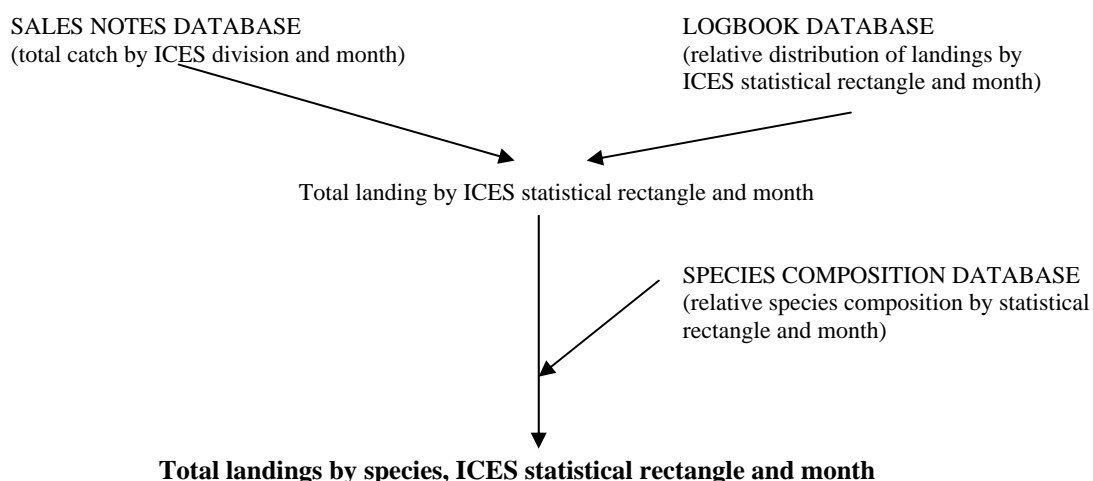 SALES NOTES DATABASE
(total catch by ICES division and month)
LOGBOOK DATABASE
(relative distribution of landings by
ICES statistical rectangle and month)
Total landing by ICES statistical rectangle and month
SPECIES COMPOSITION DATABASE
(relative species composition by statistical
rectangle and month)
Total landings by species, ICES statistical rectangle and month